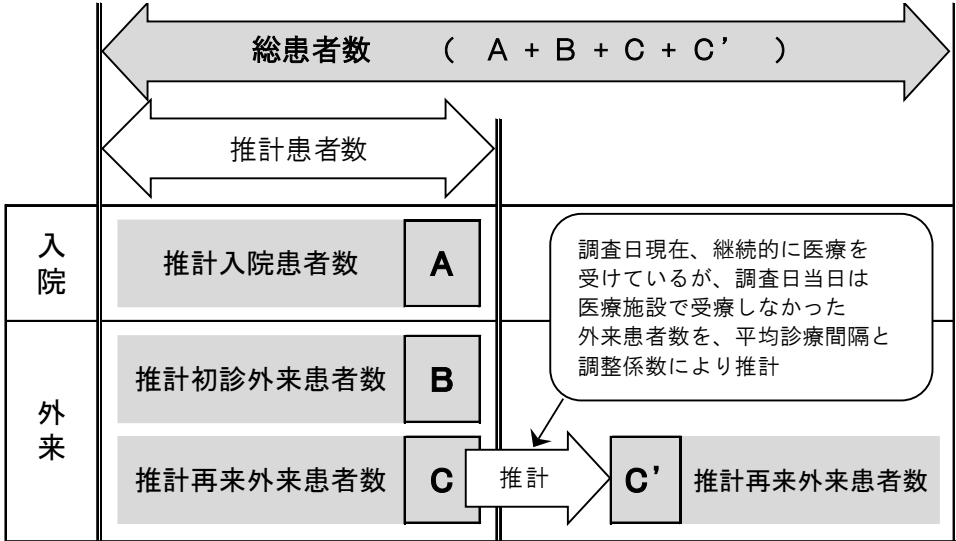 総患者数 ( A + B + C + C' )
推計患者数
入院
推計入院患者数 A
調査日現在、継続的に医療を
受けているが、調査日当日は
医療施設で受療しなかった
外来患者数を、平均診療間隔と
調整係数により推計
外来
推計初診外来患者数 B
推計再来外来患者数 C 推計 C' 推計再来外来患者数